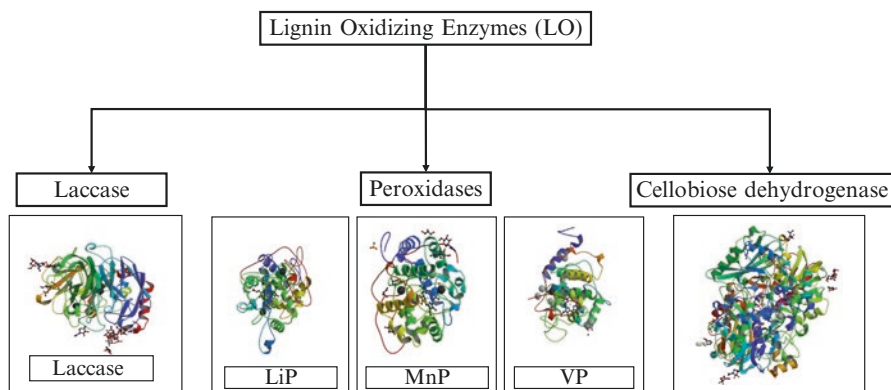 Lignin Oxidizing Enzymes (LO)
Laccase
Peroxidases
Cellobiose dehydrogenase
Laccase
LiP
MnP
VP